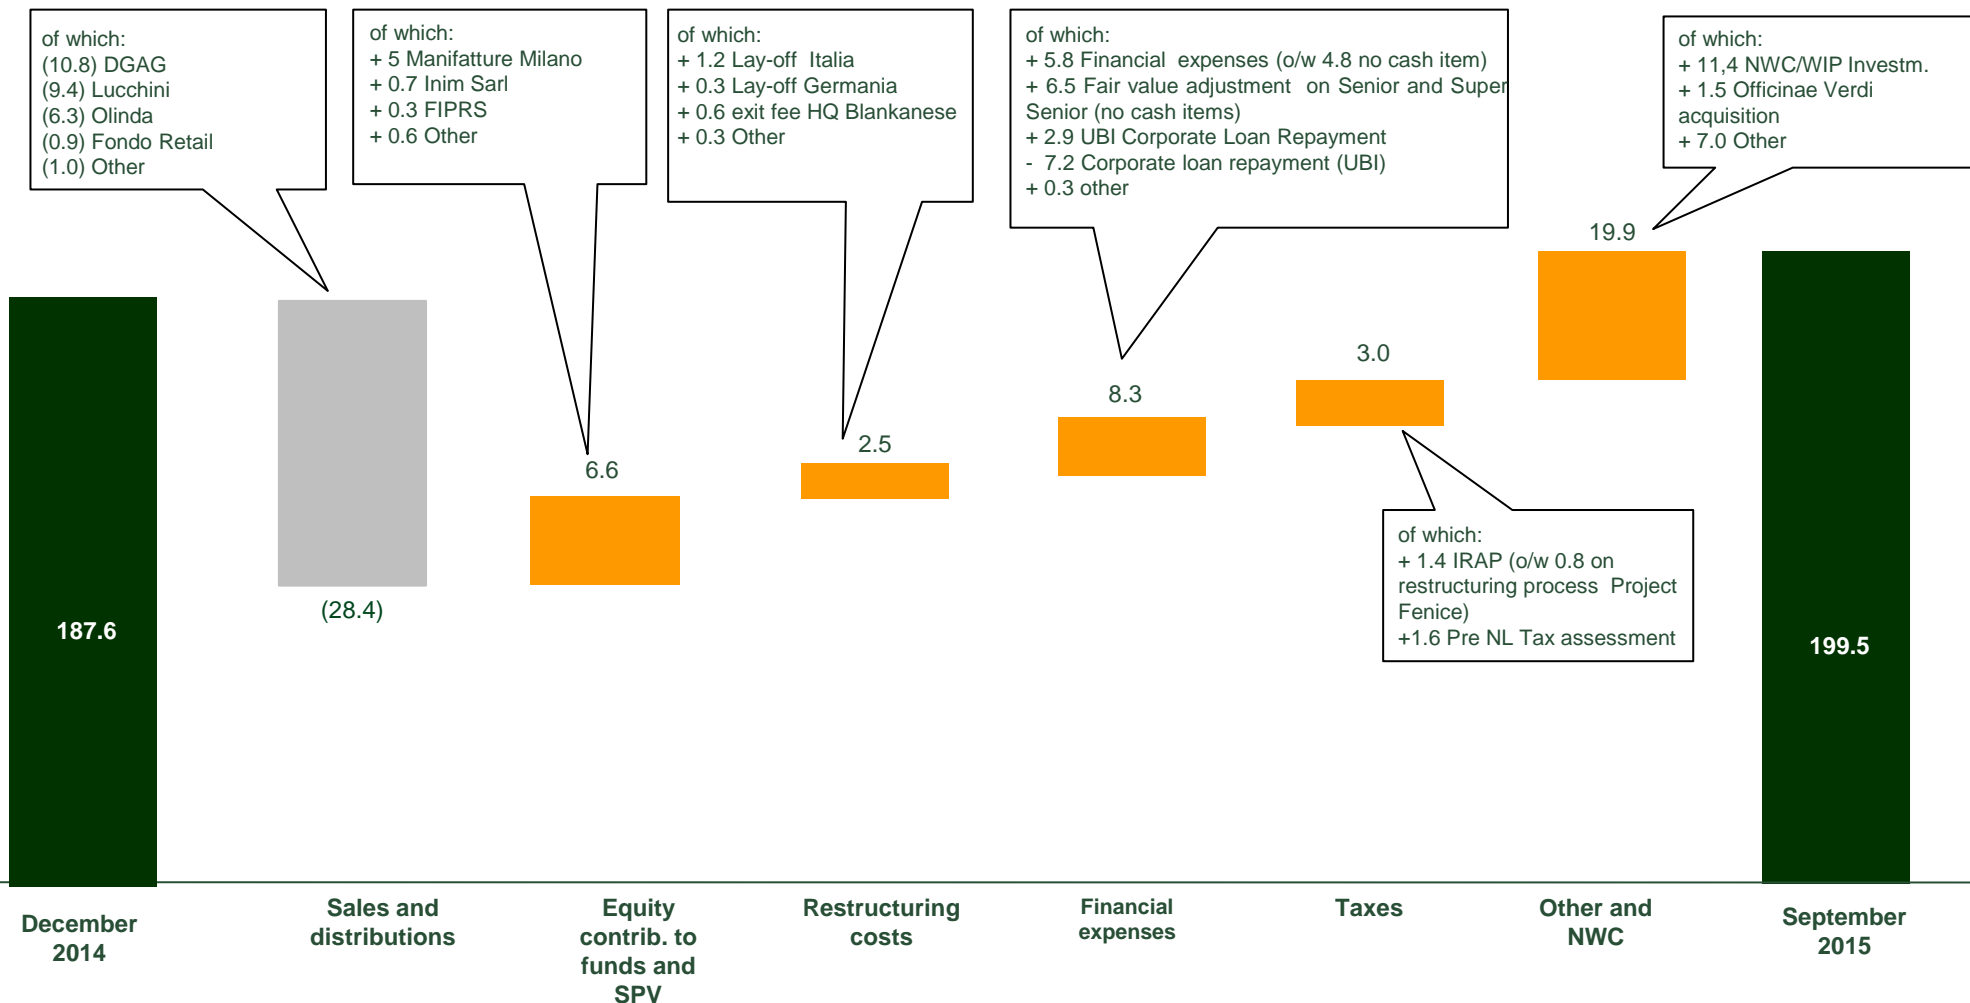 of which:
(10.8) DGAG
(9.4) Lucchini
(6.3) Olinda
(0.9) Fondo Retail
(1.0) Other
of which:
+ 5 Manifatture Milano
+ 0.7 Inim Sarl
+ 0.3 FIPRS
+ 0.6 Other
of which:
+ 1.2 Lay-off Italia
+ 0.3 Lay-off Germania
+ 0.6 exit fee HQ Blankanese
+ 0.3 Other
of which:
+ 5.8 Financial expenses (o/w 4.8 no cash item)
+ 6.5 Fair value adjustment on Senior and Super
Senior (no cash items)
+ 2.9 UBI Corporate Loan Repayment
- 7.2 Corporate loan repayment (UBI)
+ 0.3 other
of which:
+ 11,4 NWC/WIP Investm.
+ 1.5 Officinae Verdi
acquisition
+ 7.0 Other
19.9
3.0
8.3
2.5
6.6
of which:
+ 1.4 IRAP (o/w 0.8 on
restructuring process Project
Fenice)
+1.6 Pre NL Tax assessment
(28.4)
187.6
199.5
December
2014
Sales and
distributions
Equity
contrib. to
funds and
SPV
Restructuring
costs
Financial
expenses
Taxes
Other and
NWC
September
2015